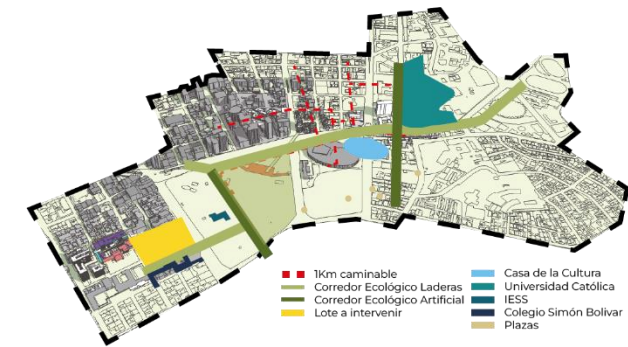 1Km caminable
Corredor Ecológico Laderas
Corredor Ecológico Artificial
Lote a intervenir
Casa de la Cultura
Universidad Católica
IESS
Colegio Simón Bolivar
Plazas